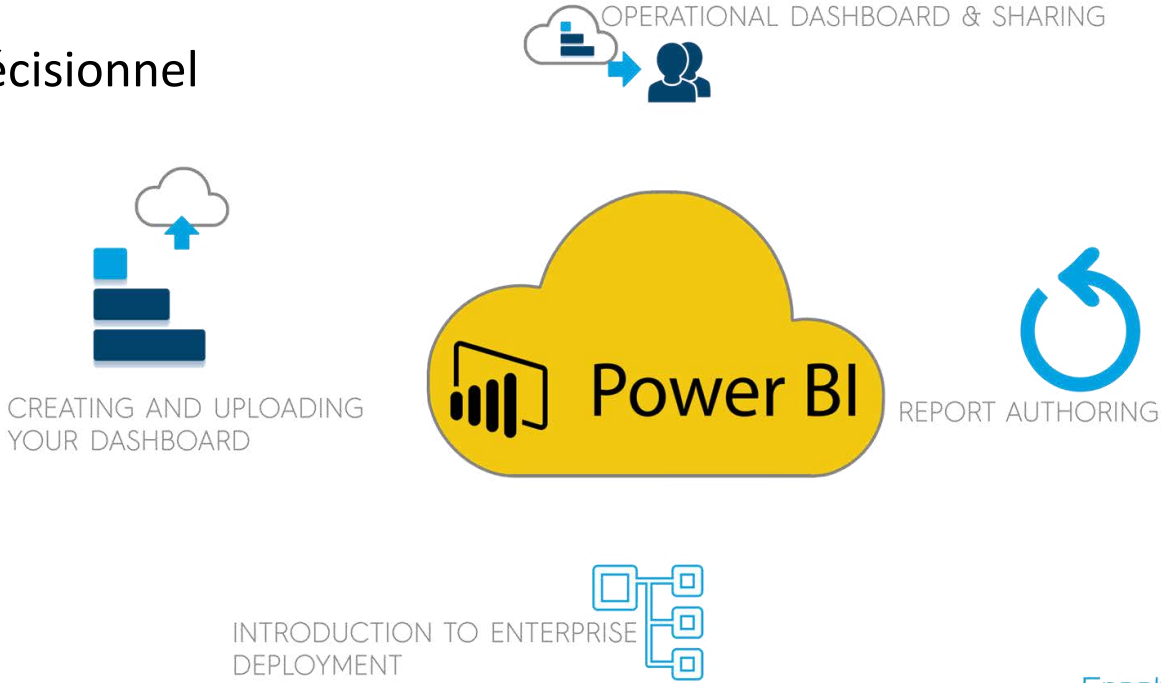 OPERATIONAL DASHBOARD & SHARING
écisionnel
CREATING AND UPLOADING
YOUR DASHBOARD
Power BI
REPORT AUTHORING
INTRODUCTION TO ENTERPRISE
DEPLOYMENT